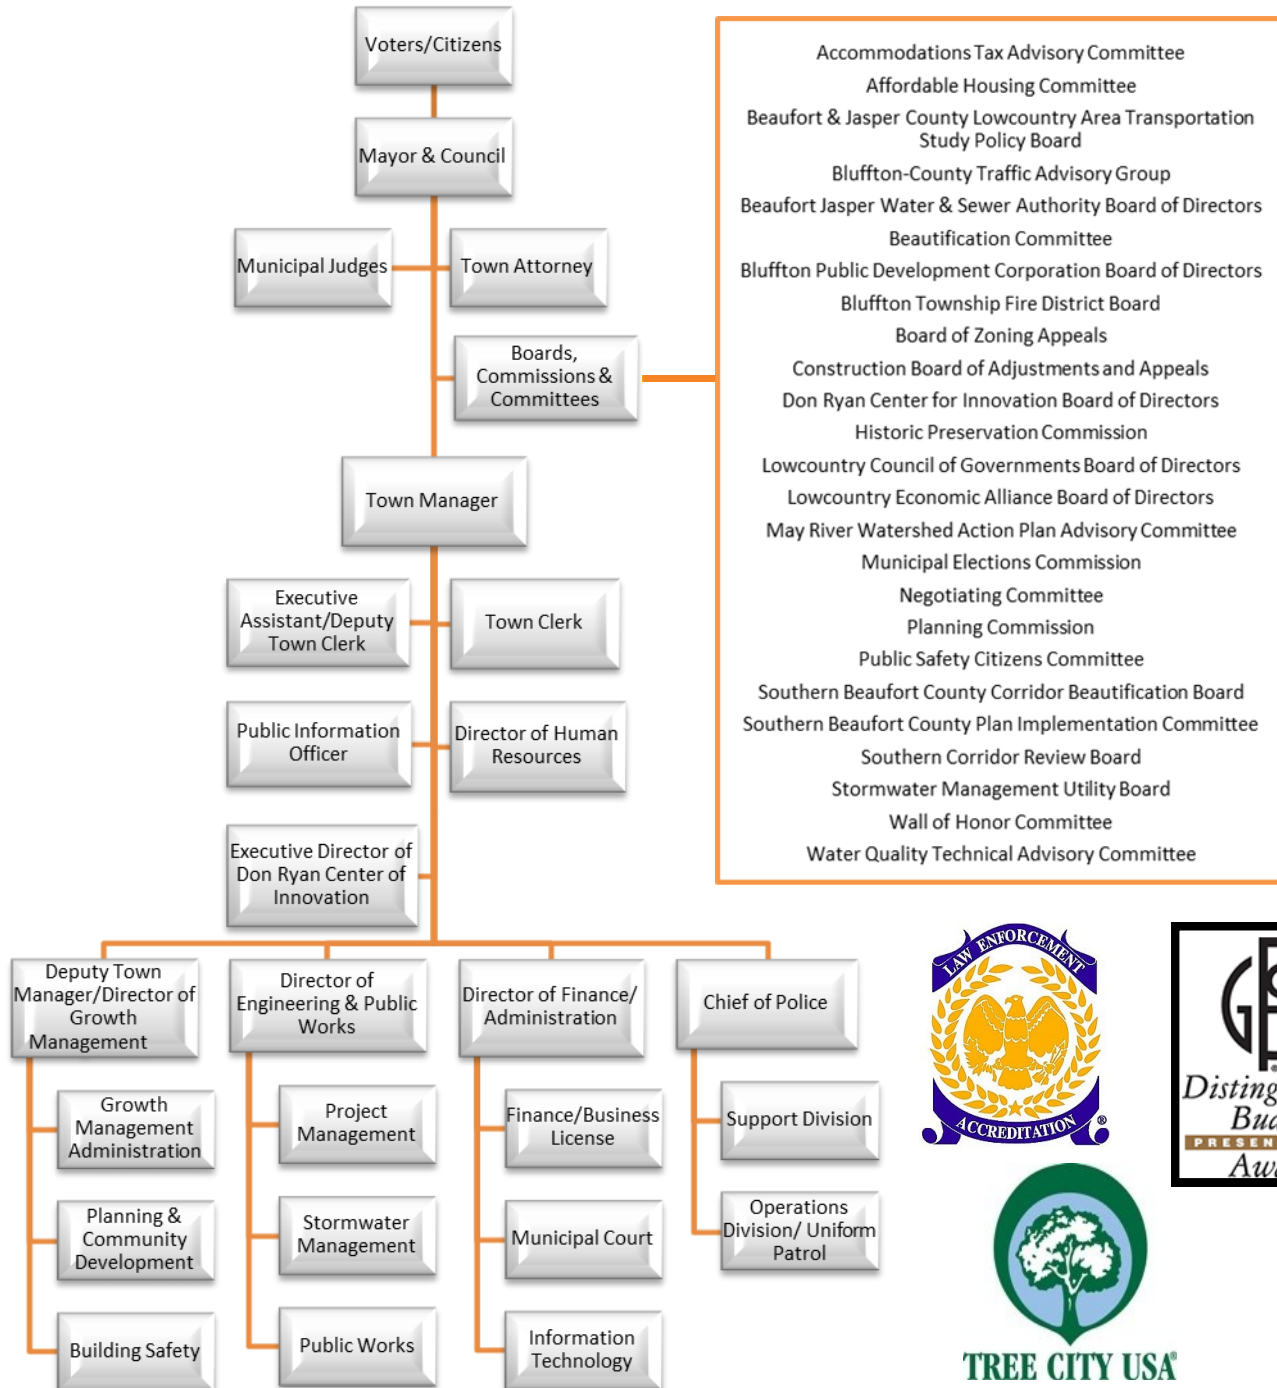 Voters/Citizens
Mayor & Council
Municipal Judges
Town Attorney
Boards,
Commissions &
Committees
Accommodations Tax Advisory Committee
Affordable Housing Committee
Beaufort & Jasper County Lowcountry Area Transportation
Study Policy Board
Bluffton-County Traffic Advisory Group
Beaufort Jasper Water & Sewer Authority Board of Directors
Beautification Committee
Bluffton Public Development Corporation Board of Directors
Bluffton Township Fire District Board
Board of Zoning Appeals
Construction Board of Adjustments and Appeals
Don Ryan Center for Innovation Board of Directors
Historic Preservation Commission
Lowcountry Council of Governments Board of Directors
Lowcountry Economic Alliance Board of Directors
May River Watershed Action Plan Advisory Committee
Municipal Elections Commission
Negotiating Committee
Planning Commission
Public Safety Citizens Committee
Southern Beaufort County Corridor Beautification Board
Southern Beaufort County Plan Implementation Committee
Southern Corridor Review Board
Stormwater Management Utility Board
Wall of Honor Committee
Water Quality Technical Advisory Committee
Town Manager
Executive
Assistant/Deputy
Town Clerk
Town Clerk
Public Information
Officer
Director of Human
Resources
Executive Director of
Don Ryan Center of
Innovation
Deputy Town
Manager/Director of
Growth
Management
Growth
Management
Administration
Planning &
Community
Development
Building Safety
Director of
Engineering & Public
Works
Project
Management
Stormwater
Management
Public Works
Director of Finance/
Administration
Finance/Business
License
Municipal Court
Information
Technology
Chief of Police
Support Division
Operations
Division/ Uniform
Patrol
LAW ENFORCEMENT
ACCREDITATION ®
TREE CITY USA®